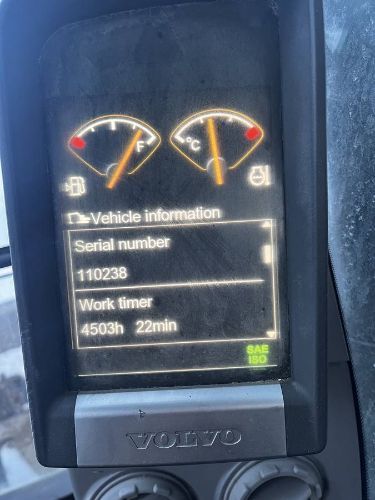 F
°C
Vehicle information
Serial number
110238
Work timer
4503h 22min
SAE
ISO
VOLVO